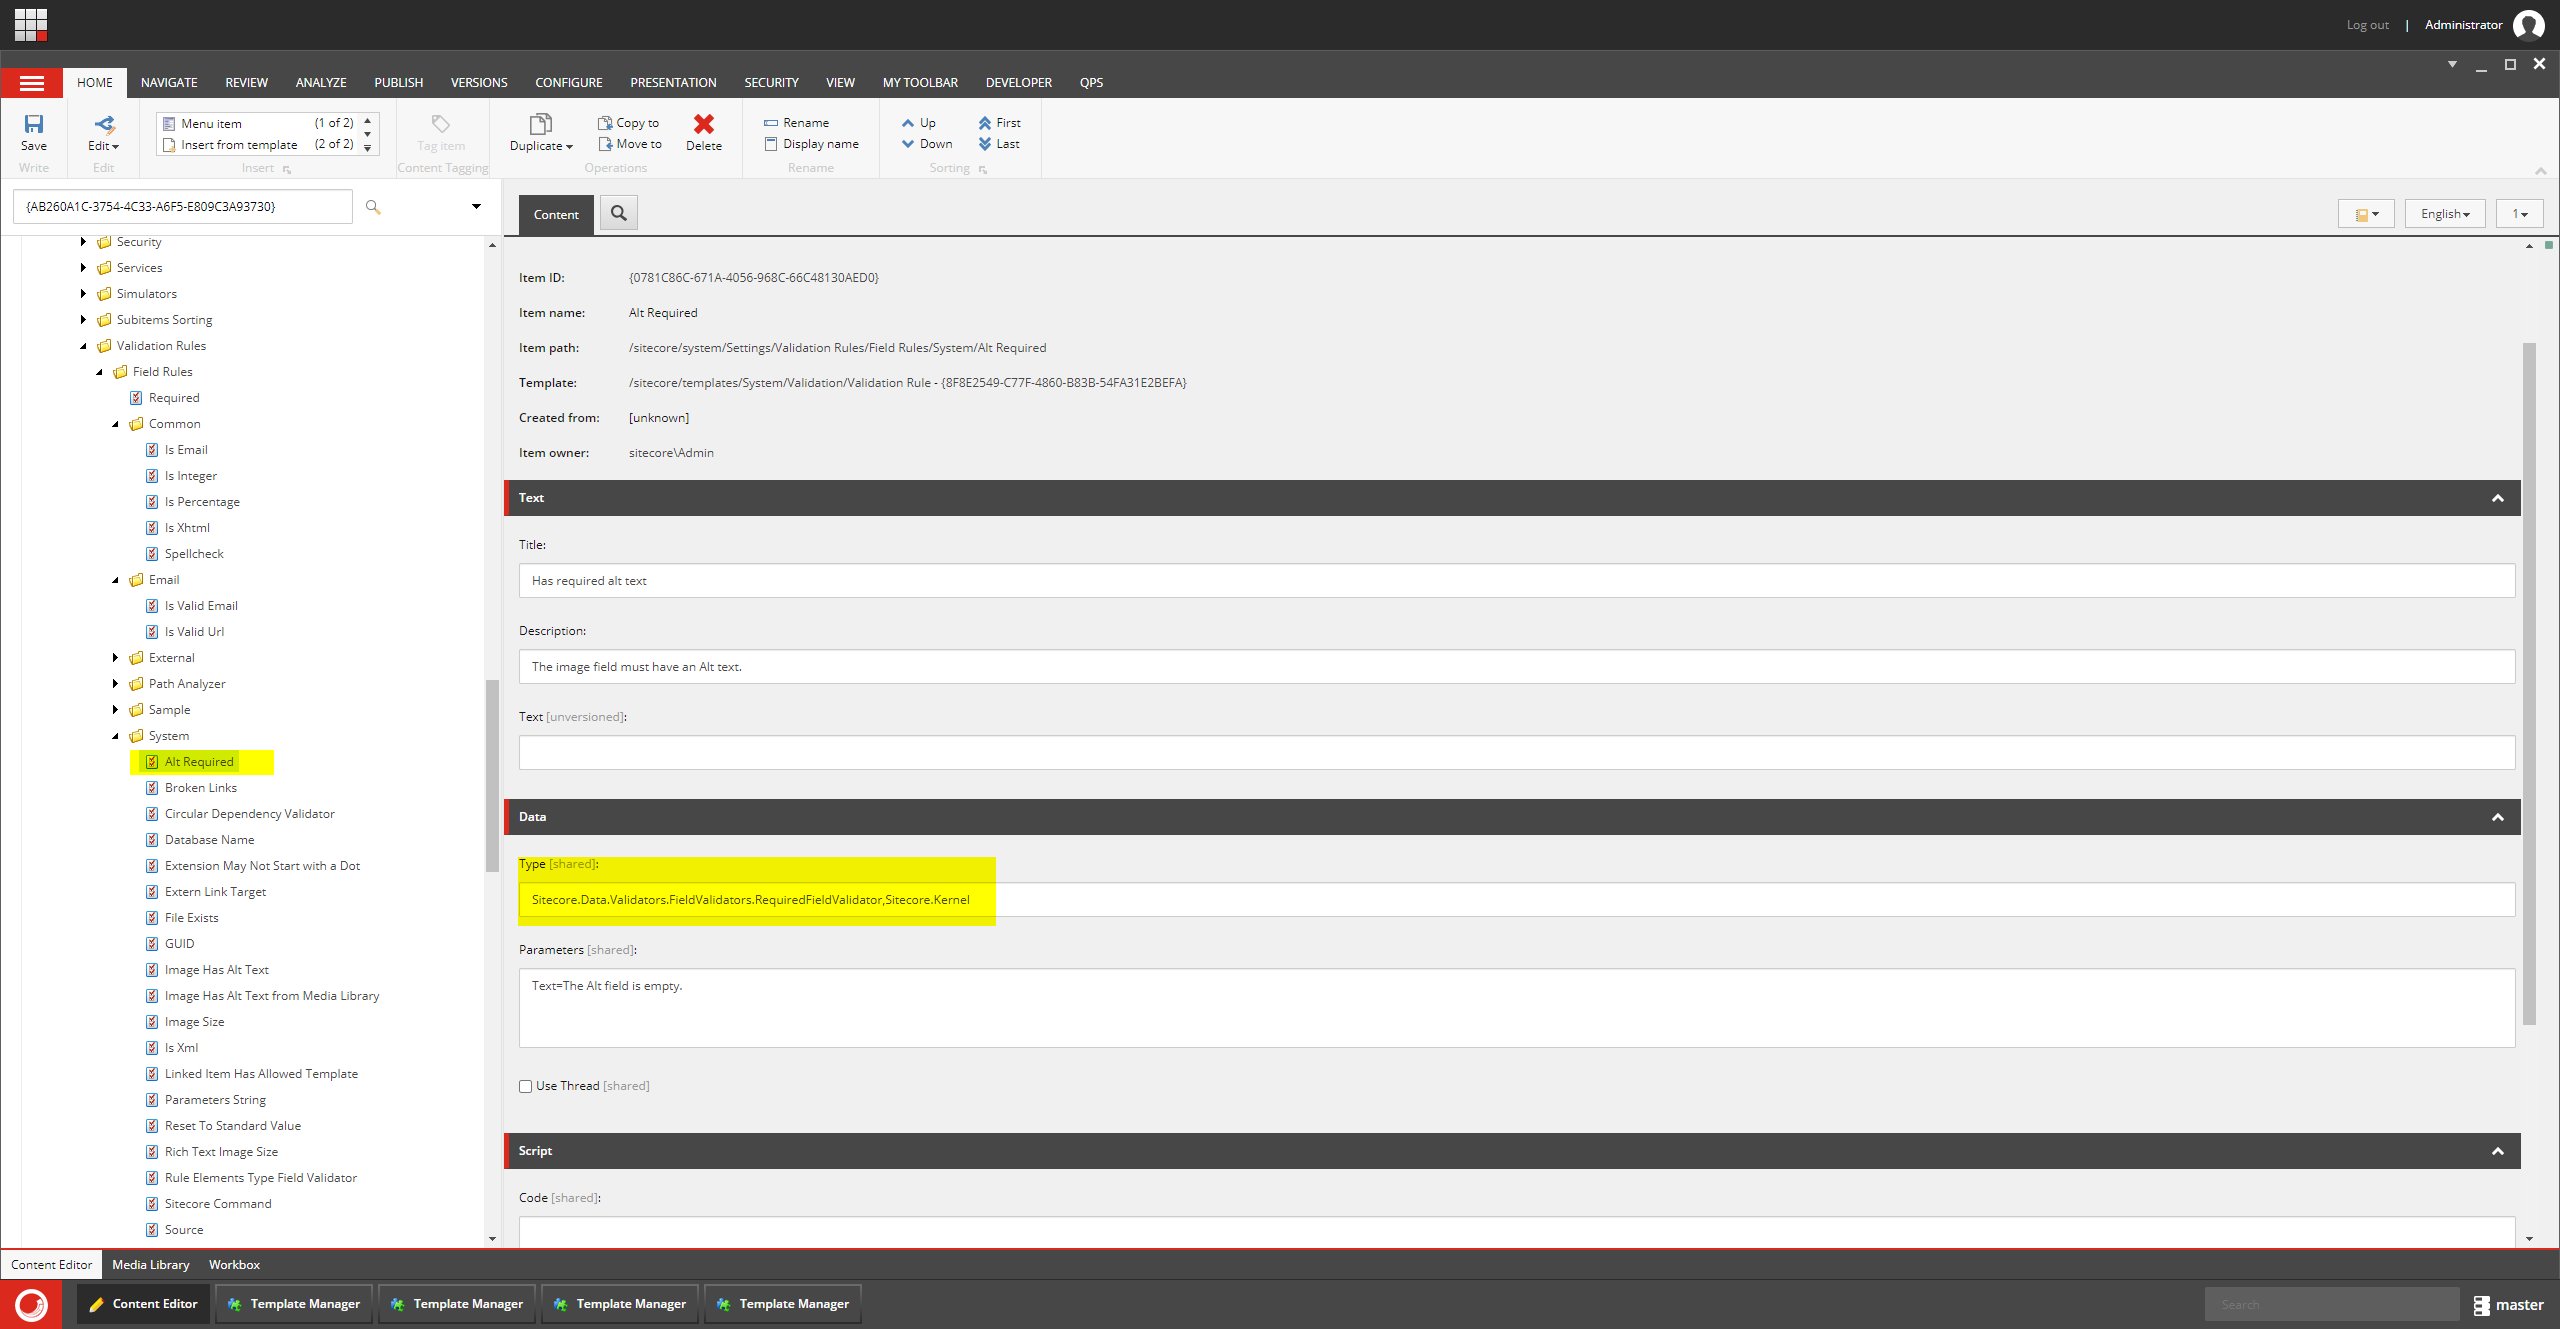 Log out | Administrator
HOME NAVIGATE REVIEW ANALYZE PUBLISH VERSIONS CONFIGURE PRESENTATION SECURITY VIEW MY TOOLBAR DEVELOPER QPS
Save
Write
Edit
Edit
Menu item (1 of 2)
Insert from template (2 of 2)
Insert
Tag item
Content Tagging
Duplicate
Copy to
Move to
Delete
Operations
Rename
Display name
Rename
Up
Down
First
Last
Sorting
{AB260A1C-3754-4C33-A6F5-E809C3A93730}
Security
Services
Simulators
Subitems Sorting
Validation Rules
Field Rules
Required
Common
Is Email
Is Integer
Is Percentage
Is Xhtml
Spellcheck
Email
Is Valid Email
Is Valid Url
External
Path Analyzer
Sample
System
Alt Required
Broken Links
Circular Dependency Validator
Database Name
Extension May Not Start with a Dot
Extern Link Target
File Exists
GUID
Image Has Alt Text
Image Has Alt Text from Media Library
Image Size
Is Xml
Linked Item Has Allowed Template
Parameters String
Reset To Standard Value
Rich Text Image Size
Rule Elements Type Field Validator
Sitecore Command
Source
Content
English
1
Item ID: {0781C86C-671A-4056-968C-66C48130AED0}
Item name: Alt Required
Item path: /sitecore/system/Settings/Validation Rules/Field Rules/System/Alt Required
Template: /sitecore/templates/System/Validation/Validation Rule - {8F8E2549-C77F-4860-B83B-54FA31E2BEFA}
Created from: [unknown]
Item owner: sitecore\Admin
Text
Title:
Has required alt text
Description:
The image field must have an Alt text.
Text [unversioned]:
Data
Type [shared]:
Sitecore.Data.Validators.FieldValidators.RequiredFieldValidator,Sitecore.Kernel
Parameters [shared]:
Text=The Alt field is empty.
Use Thread [shared]
Script
Code [shared]:
Content Editor Media Library Workbox
Content Editor Template Manager Template Manager Template Manager Template Manager Search master